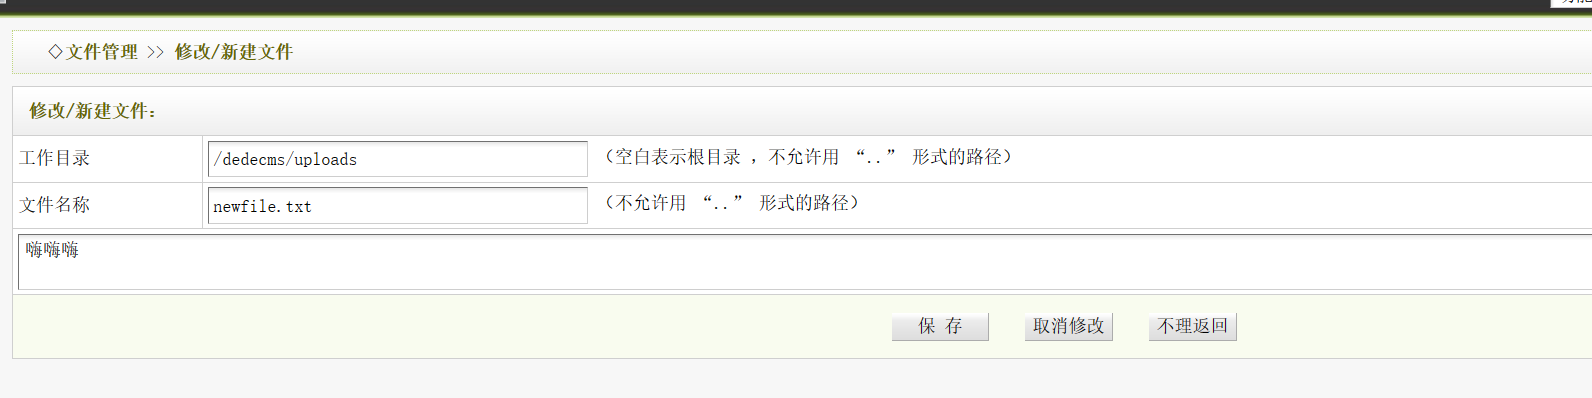 ◇文件管理 >> 修改/新建文件
修改/新建文件：
工作目录 /dedecms/uploads （空白表示根目录 ，不允许用 “..” 形式的路径）
文件名称 newfile.txt （不允许用 “..” 形式的路径）
嗨嗨嗨
保 存 取消修改 不理返回